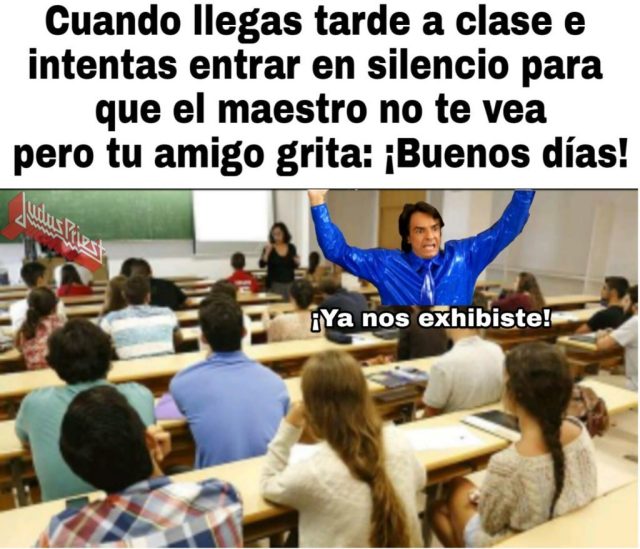 Cuando llegas tarde a clase e
intentas entrar en silencio para
que el maestro no te vea
pero tu amigo grita: ¡Buenos días!
Judas Priest
¡Ya nos exhibiste!